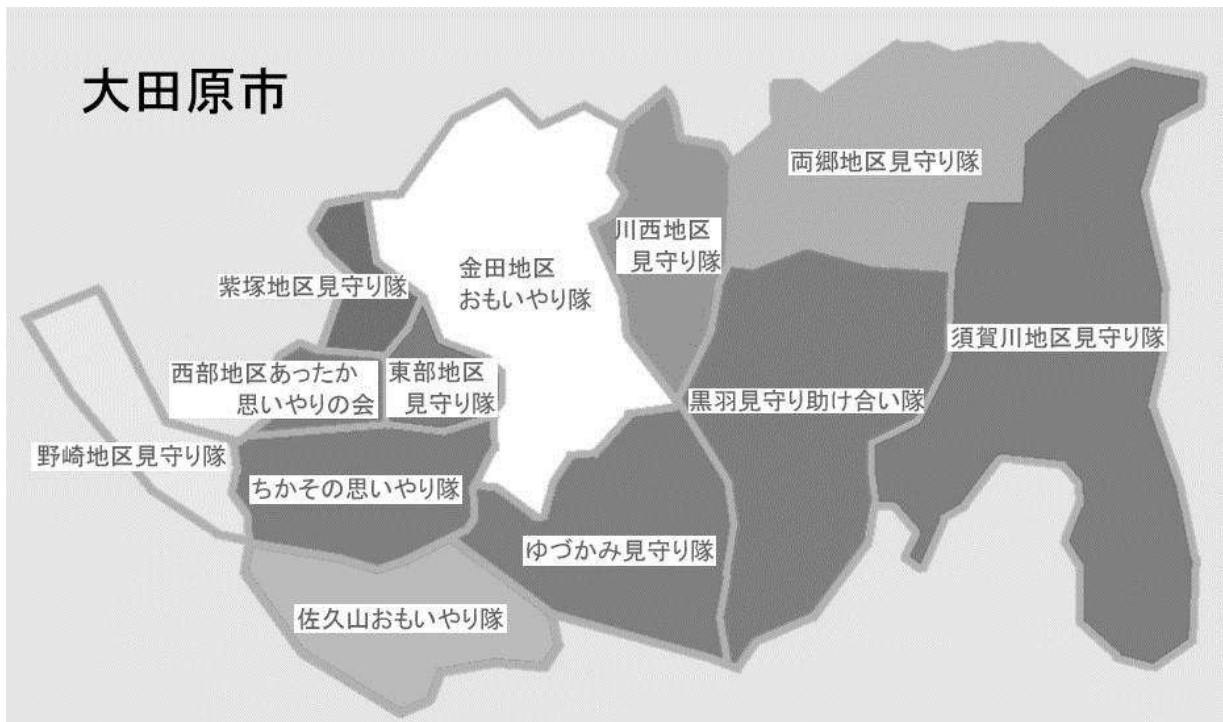 大田原市
両郷地区見守り隊
川西地区
見守り隊
金田地区
おもいやり隊
紫塚地区見守り隊
須賀川地区見守り隊
西部地区あったか
思いやりの会
東部地区
見守り隊
黒羽見守り助け合い隊
野崎地区見守り隊
ちかその思いやり隊
ゆづかみ見守り隊
佐久山おもいやり隊